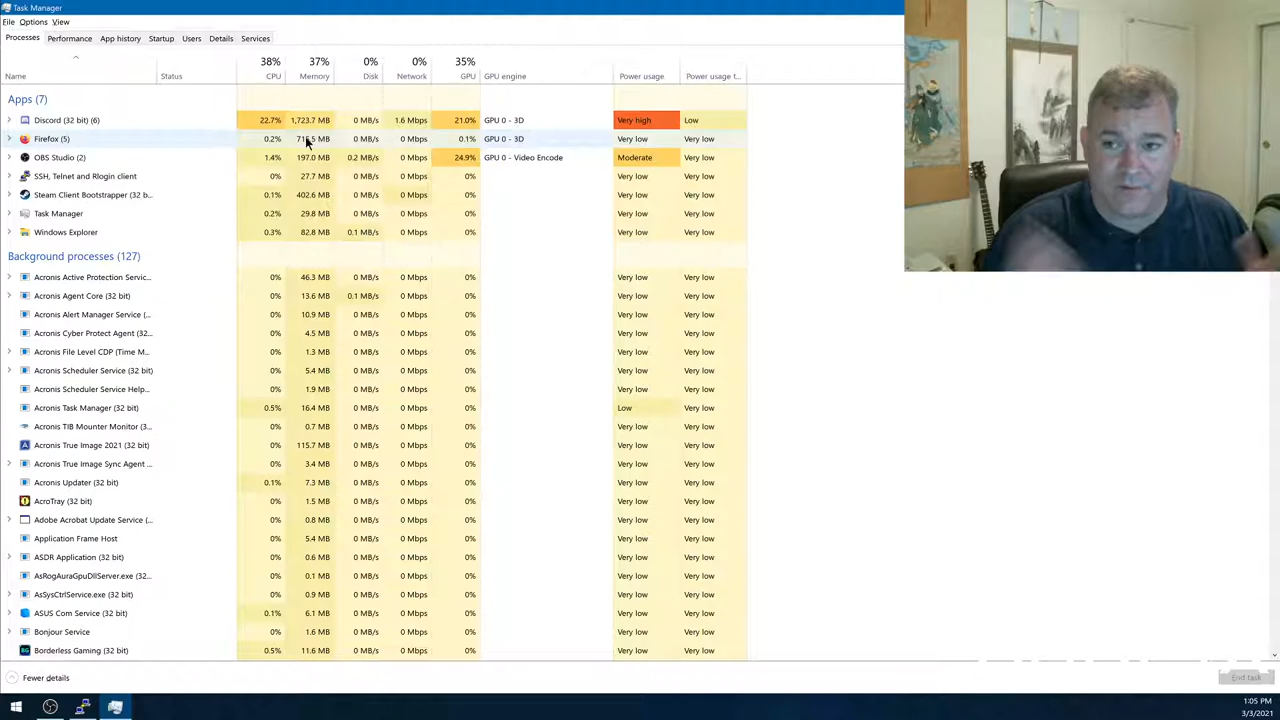 Task Manager
File Options View
Processes Performance App history Startup Users Details Services
38% 37% 0% 0% 35%
Name Status CPU Memory Disk Network GPU GPU engine Power usage Power usage t...
Apps (7)
Discord (32 bit) (6) 22.7% 1,723.7 MB 0 MB/s 1.6 Mbps 21.0% GPU 0 - 3D Very high Low
Firefox (5) 0.2% MB 0 MB/s 0 Mbps 0.1% GPU 0 - 3D Very low Very low
OBS Studio (2) 1.4% 197.0 MB 0.2 MB/s 0 Mbps 24.9% GPU 0 - Video Encode Moderate Very low
SSH, Telnet and Rlogin client 0% 27.7 MB 0 MB/s 0 Mbps 0% Very low Very low
Steam Client Bootstrapper (32 b... 0.1% 402.6 MB 0 MB/s 0 Mbps 0% Very low Very low
Task Manager 0.2% 29.8 MB 0 MB/s 0 Mbps 0% Very low Very low
Windows Explorer 0.3% 82.8 MB 0.1 MB/s 0 Mbps 0% Very low Very low
Background processes (127)
Acronis Active Protection Servic... 0% 46.3 MB 0 MB/s 0 Mbps 0% Very low Very low
Acronis Agent Core (32 bit) 0% 13.6 MB 0.1 MB/s 0 Mbps 0% Very low Very low
Acronis Alert Manager Service (... 0% 10.9 MB 0 MB/s 0 Mbps 0% Very low Very low
Acronis Cyber Protect Agent (32... 0% 4.5 MB 0 MB/s 0 Mbps 0% Very low Very low
Acronis File Level CDP (Time M... 0% 1.3 MB 0 MB/s 0 Mbps 0% Very low Very low
Acronis Scheduler Service (32 bit) 0% 5.4 MB 0 MB/s 0 Mbps 0% Very low Very low
Acronis Scheduler Service Help... 0% 1.9 MB 0 MB/s 0 Mbps 0% Very low Very low
Acronis Task Manager (32 bit) 0.5% 16.4 MB 0 MB/s 0 Mbps 0% Low Very low
Acronis TIB Mounter Monitor (3... 0% 0.7 MB 0 MB/s 0 Mbps 0% Very low Very low
Acronis True Image 2021 (32 bit) 0% 115.7 MB 0 MB/s 0 Mbps 0% Very low Very low
Acronis True Image Sync Agent ... 0% 3.4 MB 0 MB/s 0 Mbps 0% Very low Very low
Acronis Updater (32 bit) 0.1% 7.3 MB 0 MB/s 0 Mbps 0% Very low Very low
AcroTray (32 bit) 0% 1.5 MB 0 MB/s 0 Mbps 0% Very low Very low
Adobe Acrobat Update Service (... 0% 0.8 MB 0 MB/s 0 Mbps 0% Very low Very low
Application Frame Host 0% 5.4 MB 0 MB/s 0 Mbps 0% Very low Very low
ASDR Application (32 bit) 0% 0.6 MB 0 MB/s 0 Mbps 0% Very low Very low
AsRogAuraGpuDllServer.exe (32... 0% 0.1 MB 0 MB/s 0 Mbps 0% Very low Very low
AsSysCtrlService.exe (32 bit) 0% 0.9 MB 0 MB/s 0 Mbps 0% Very low Very low
ASUS Com Service (32 bit) 0.1% 6.1 MB 0 MB/s 0 Mbps 0% Very low Very low
Bonjour Service 0% 1.6 MB 0 MB/s 0 Mbps 0% Very low Very low
Borderless Gaming (32 bit) 0.5% 11.6 MB 0 MB/s 0 Mbps 0% Very low Very low
Fewer details End task
1:05 PM
3/3/2021